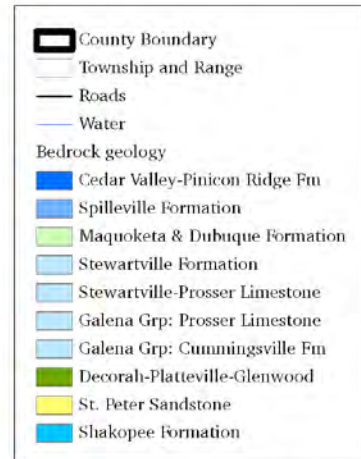 County Boundary
Township and Range
Roads
Water
Bedrock geology
Cedar Valley-Pinicon Ridge Fm
Spilleville Formation
Maquoketa & Dubuque Formation
Stewartville Formation
Stewartville-Prosser Limestone
Galena Grp: Prosser Limestone
Galena Grp: Cummingsville Fm
Decorah-Platteville-Glenwood
St. Peter Sandstone
Shakopee Formation